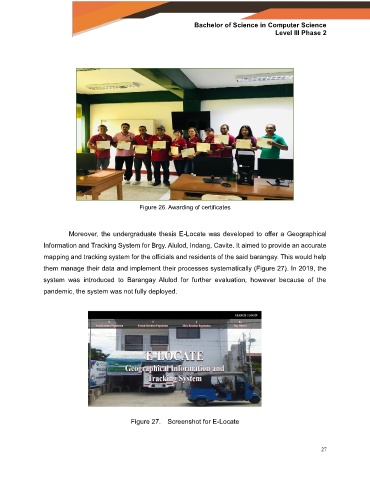 Bachelor of Science in Computer Science
Level III Phase 2
Figure 26. Awarding of certificates
Moreover, the undergraduate thesis E-Locate was developed to offer a Geographical
Information and Tracking System for Brgy. Alulod, Indang, Cavite. It aimed to provide an accurate
mapping and tracking system for the officials and residents of the said barangay. This would help
them manage their data and implement their processes systematically (Figure 27). In 2019, the
system was introduced to Barangay Alulod for further evaluation, however because of the
pandemic, the system was not fully deployed.
E-LOCATE
Geographical Information and
Tracking System
Figure 27. Screenshot for E-Locate
27